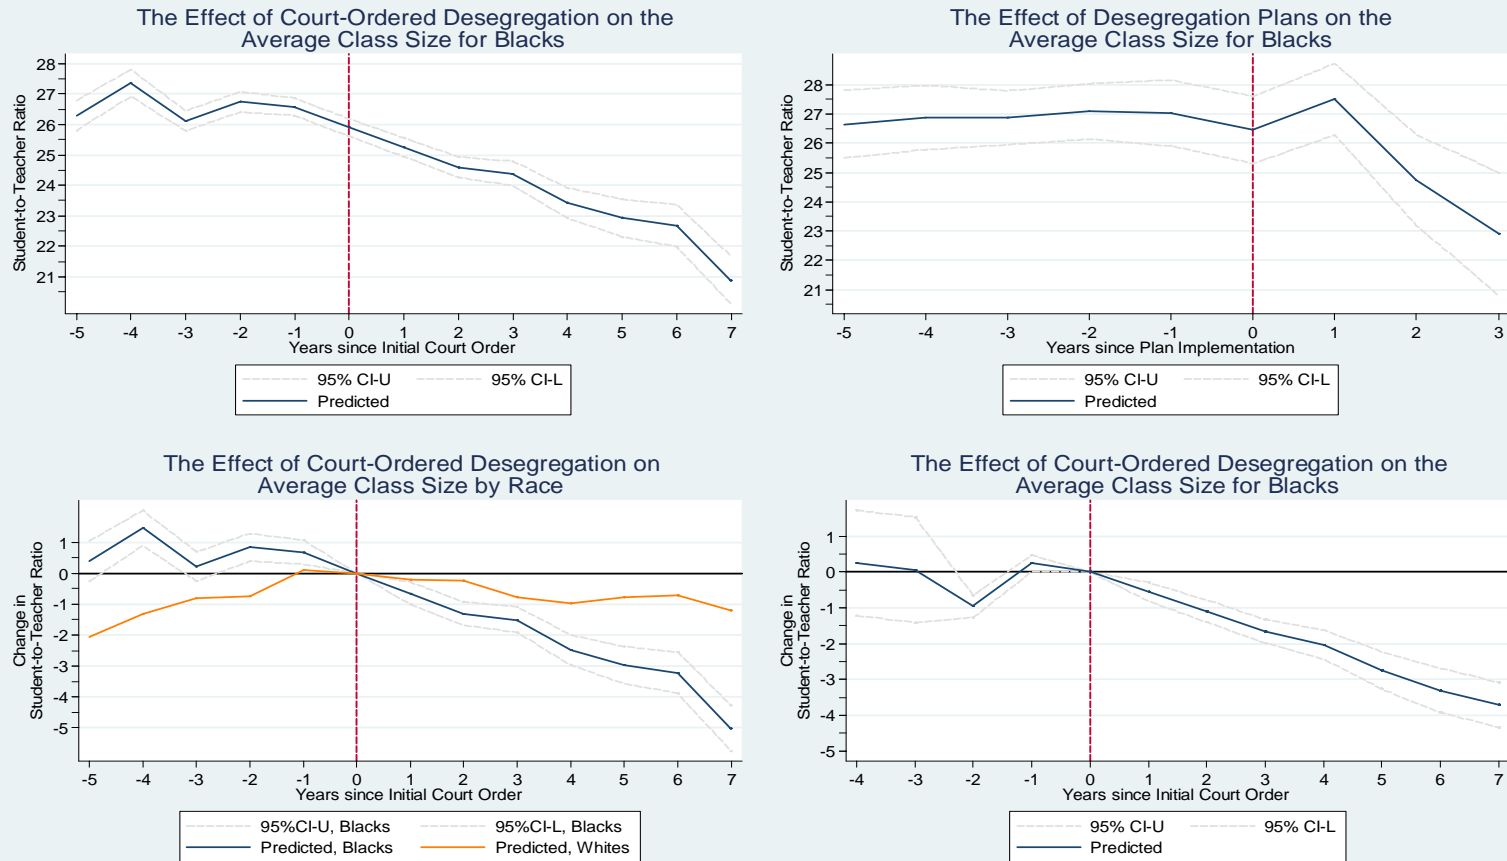 The Effect of Court-Ordered Desegregation on the
Average Class Size for Blacks
Student-to-Teacher Ratio
28
27
26
25
24
23
22
21
-5 -4 -3 -2 -1 0 1 2 3 4 5 6 7
Years since Initial Court Order
95% CI-U 95% CI-L
Predicted
The Effect of Desegregation Plans on the
Average Class Size for Blacks
Student-to-Teacher Ratio
28
27
26
25
24
23
22
21
-5 -4 -3 -2 -1 0 1 2 3
Years since Plan Implementation
95% CI-U 95% CI-L
Predicted
The Effect of Court-Ordered Desegregation on
Average Class Size by Race
Change in
Student-to-Teacher Ratio
1
0
-1
-2
-3
-4
-5
-5 -4 -3 -2 -1 0 1 2 3 4 5 6 7
Years since Initial Court Order
95%CI-U, Blacks 95%CI-L, Blacks
Predicted, Blacks Predicted, Whites
The Effect of Court-Ordered Desegregation on the
Average Class Size for Blacks
Change in
Student-to-Teacher Ratio
1
0
-1
-2
-3
-4
-5
-4 -3 -2 -1 0 1 2 3 4 5 6 7
Years since Initial Court Order
95% CI-U 95% CI-L
Predicted